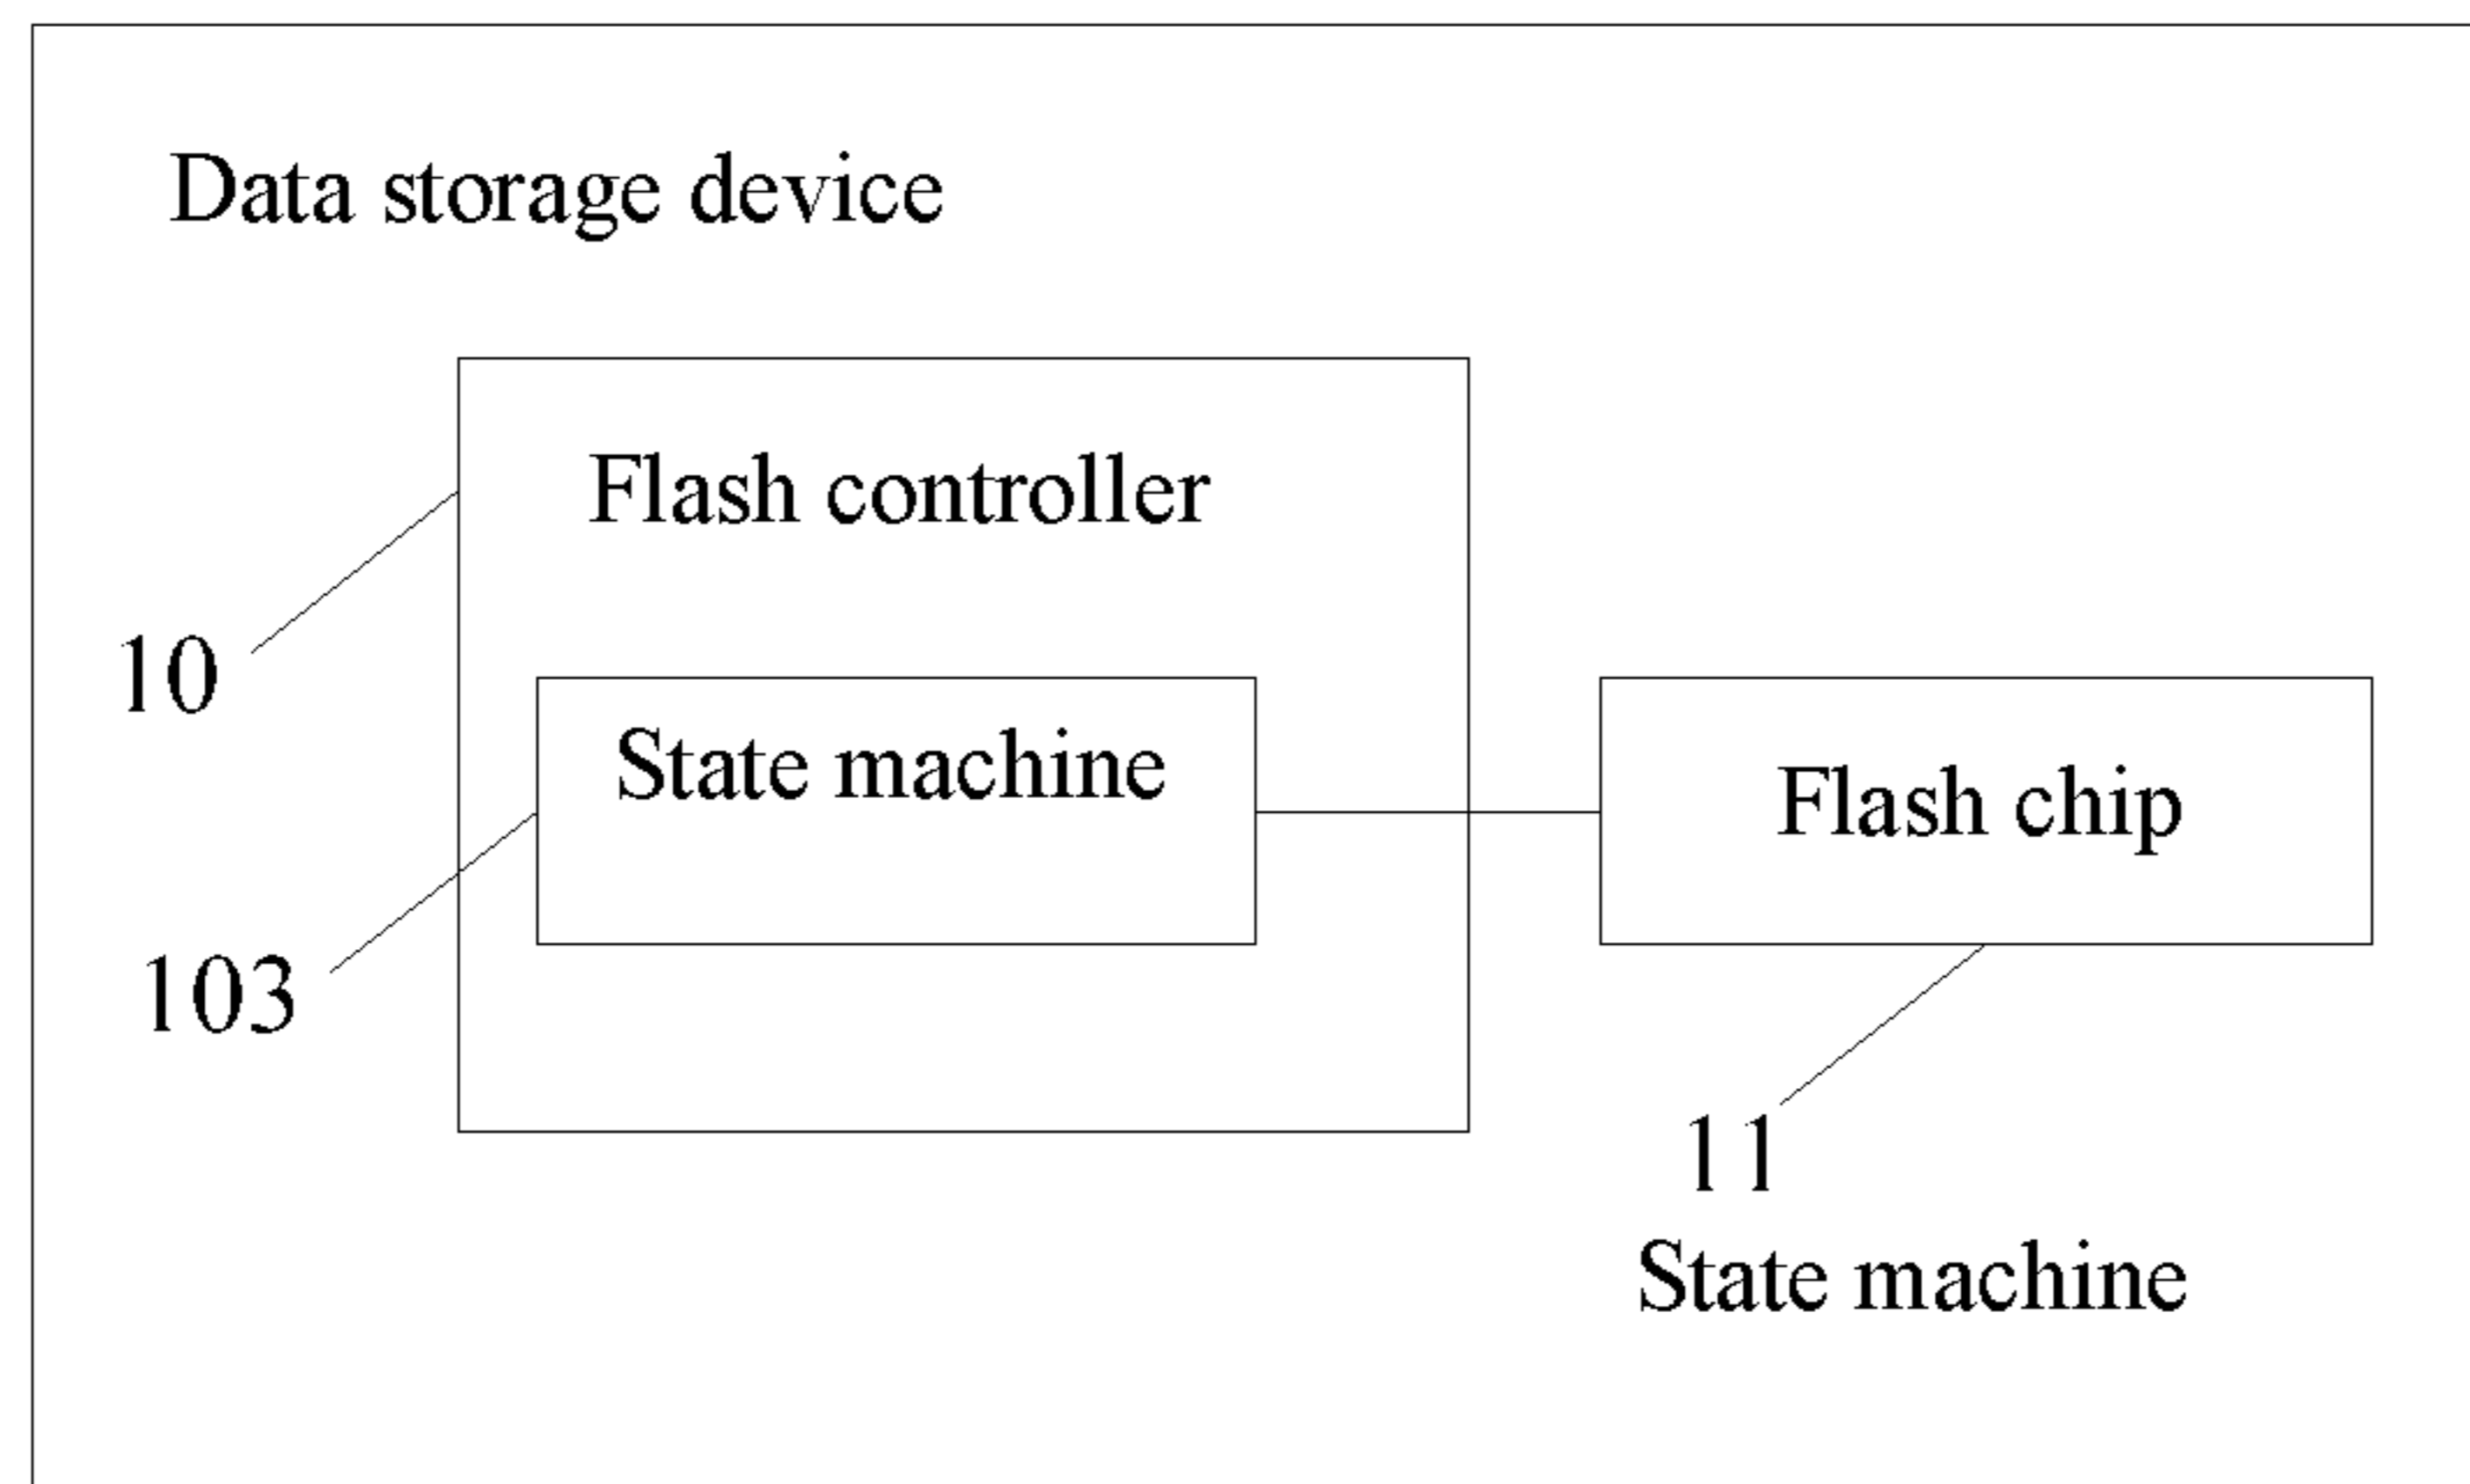 Data storage device
Flash controller
10
State machine
Flash chip
103
11
State machine